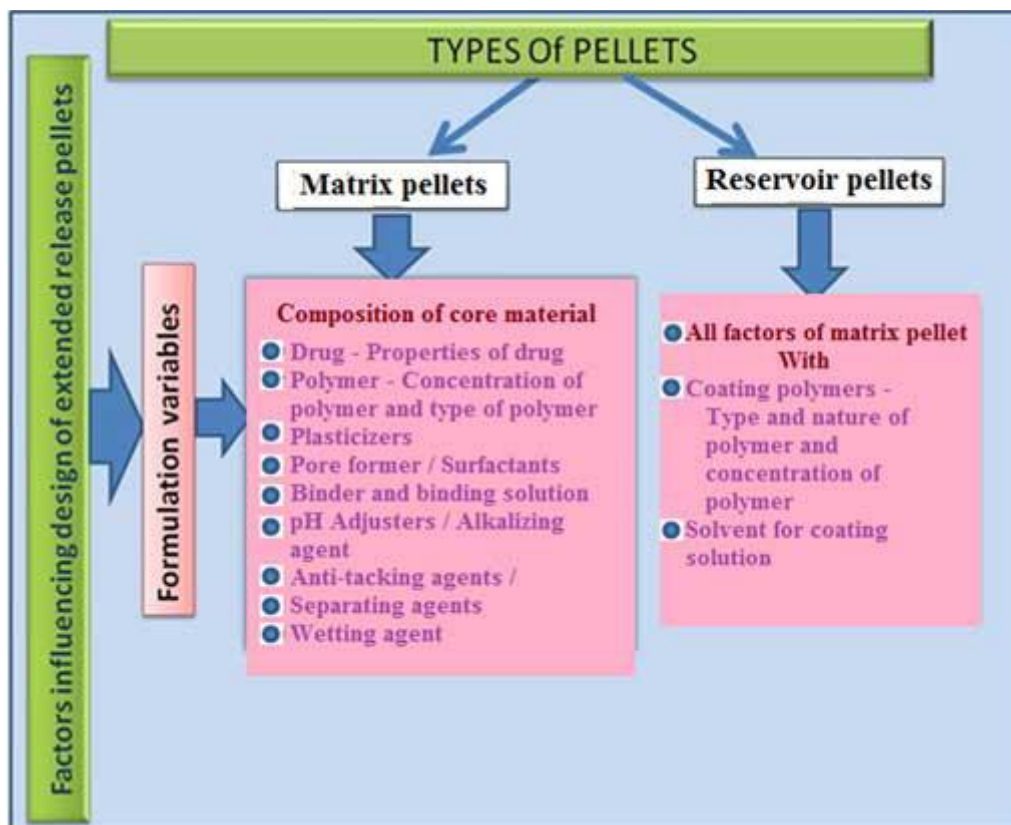 TYPES Of PELLETS
Factors influencing design of extended release pellets
Formulation variables
Matrix pellets
Composition of core material
Drug - Properties of drug
Polymer - Concentration of
polymer and type of polymer
Plasticizers
Pore former / Surfactants
Binder and binding solution
pH Adjusters / Alkalizing
agent
Anti-tacking agents /
Separating agents
Wetting agent
Reservoir pellets
All factors of matrix pellet
With
Coating polymers -
Type and nature of
polymer and
concentration of
polymer
Solvent for coating
solution